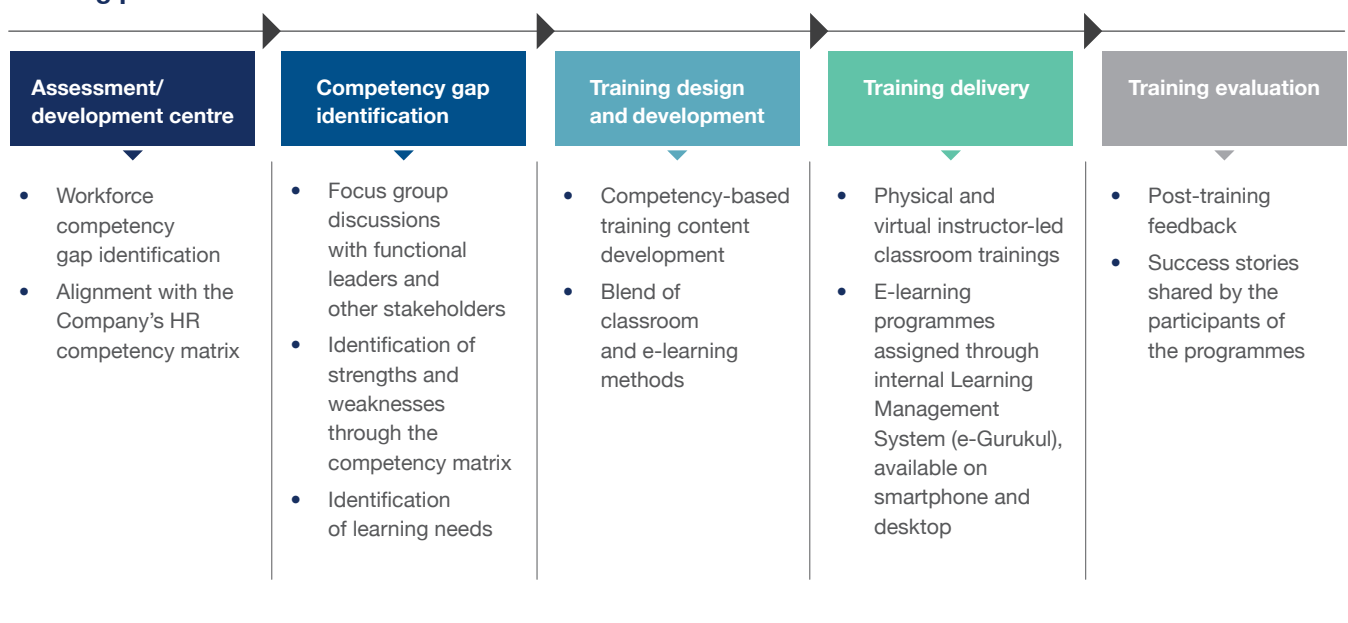 Assessment/
development centre
• Workforce
competency
gap identification
• Alignment with the
Company's HR
competency matrix
Competency gap
identification
• Focus group
discussions
with functional
leaders and
other stakeholders
• Identification of
strengths and
weaknesses
through the
competency matrix
• Identification
of learning needs
Training design
and development
• Competency-based
training content
development
• Blend of
classroom
and e-learning
methods
Training delivery
• Physical and
virtual instructor-led
classroom trainings
• E-learning
programmes
assigned through
internal Learning
Management
System (e-Gurukul),
available on
smartphone and
desktop
Training evaluation
• Post-training
feedback
• Success stories
shared by the
participants of
the programmes